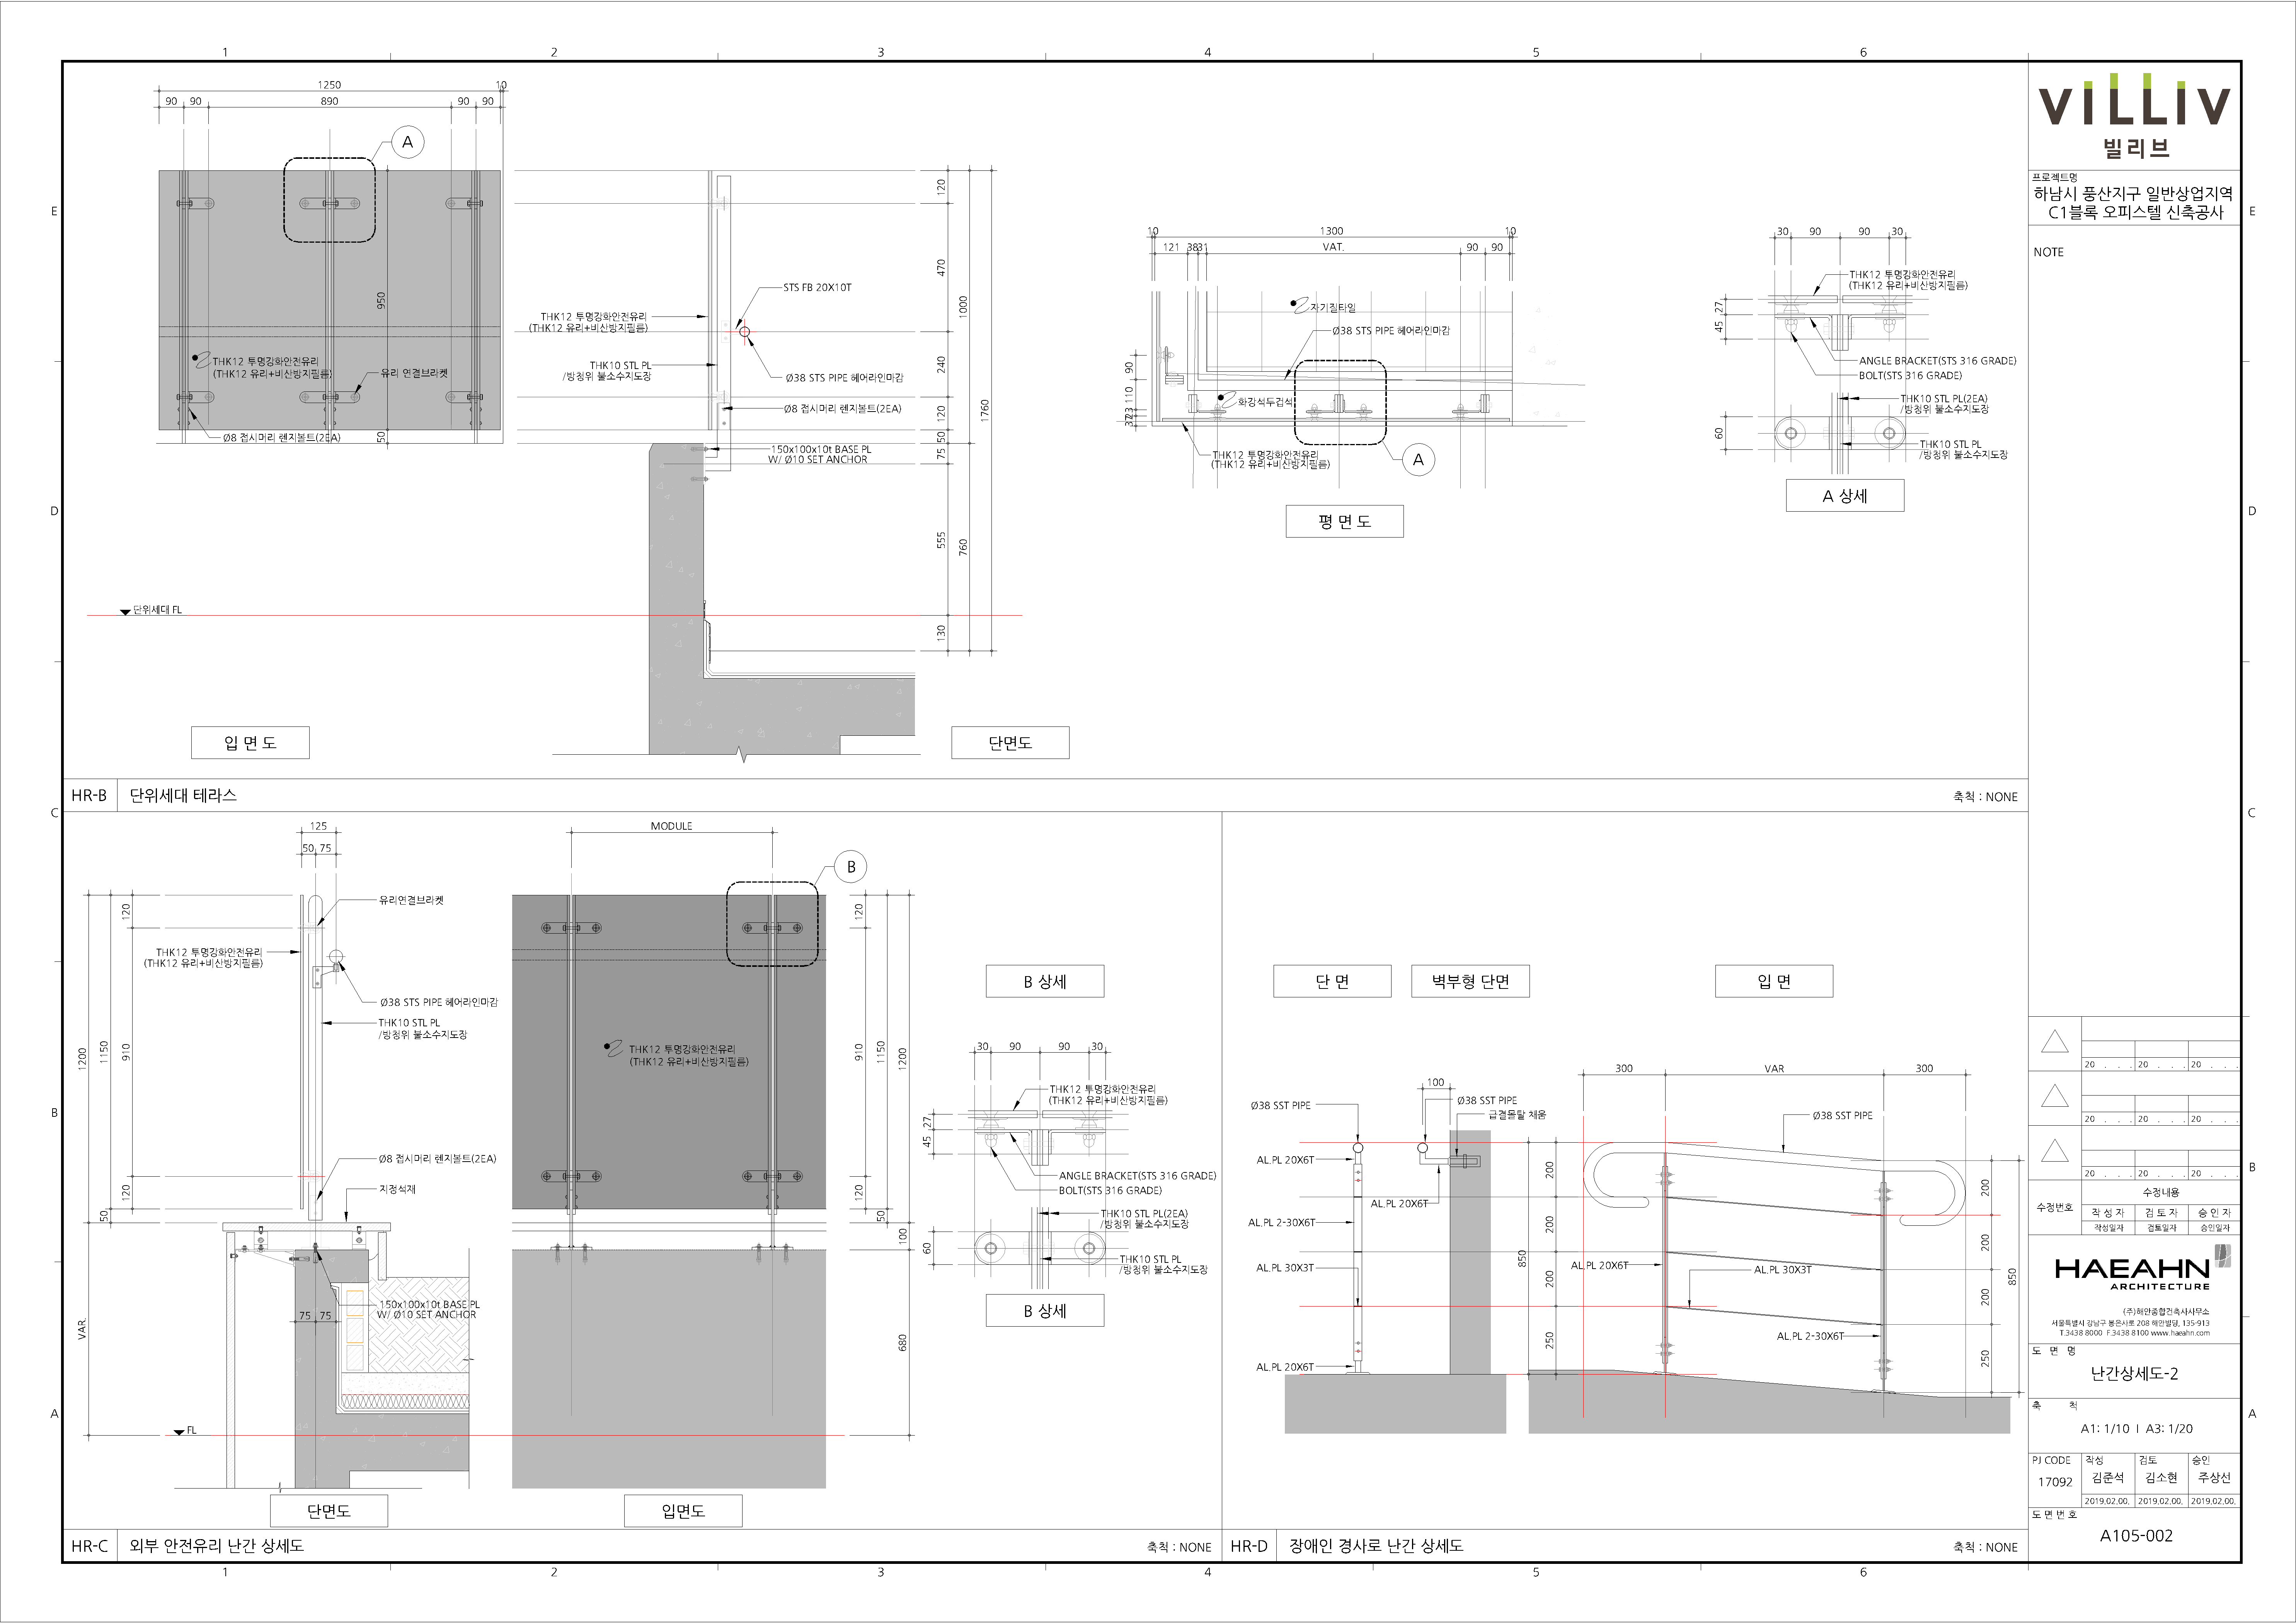 1 2 3 4 5 6
E
D
C
B
A
1250
10
90 90 890 90 90
A
950
50
THK12 투명강화안전유리
(THK12 유리+비산방지필름)
유리 연결브라켓
Ø8 접시머리 렌지볼트(2EA)
단위세대 FL
입 면 도
THK12 투명강화안전유리
(THK12 유리+비산방지필름)
THK10 STL PL
/방청위 불소수지도장
STS FB 20X10T
Ø38 STS PIPE 헤어라인마감
Ø8 접시머리 렌지볼트(2EA)
150x100x10t BASE PL
W/ Ø10 SET ANCHOR
120
470
240
120
50
75
555
130
1000
760
1760
단면도
10 1300 10
121 38 31 VAT. 90 90
90
110
23
37
자기질타일
Ø38 STS PIPE 헤어라인마감
화강석두겁석
THK12 투명강화안전유리
(THK12 유리+비산방지필름)
A
평 면 도
30 90 90 30
27
45
60
THK12 투명강화안전유리
(THK12 유리+비산방지필름)
ANGLE BRACKET(STS 316 GRADE)
BOLT(STS 316 GRADE)
THK10 STL PL(2EA)
/방청위 불소수지도장
THK10 STL PL
/방청위 불소수지도장
A 상세
HR-B 단위세대 테라스 축척 : NONE
125
50 75
120
910
120
50
1150
1200
VAR.
유리연결브라켓
THK12 투명강화안전유리
(THK12 유리+비산방지필름)
Ø38 STS PIPE 헤어라인마감
THK10 STL PL
/방청위 불소수지도장
Ø8 접시머리 렌지볼트(2EA)
지정석재
150x100x10t BASE PL
W/ Ø10 SET ANCHOR
75 75
FL
단면도
MODULE
B
THK12 투명강화안전유리
(THK12 유리+비산방지필름)
120
910
120
50
1150
1200
100
680
입면도
B 상세
30 90 90 30
27
45
60
THK12 투명강화안전유리
(THK12 유리+비산방지필름)
ANGLE BRACKET(STS 316 GRADE)
BOLT(STS 316 GRADE)
THK10 STL PL(2EA)
/방청위 불소수지도장
THK10 STL PL
/방청위 불소수지도장
B 상세
HR-C 외부 안전유리 난간 상세도 축척 : NONE
단 면
벽부형 단면
입 면
Ø38 SST PIPE
AL.PL 20X6T
AL.PL 2-30X6T
AL.PL 30X3T
AL.PL 20X6T
100
Ø38 SST PIPE
급결몰탈 채움
AL.PL 20X6T
300 VAR 300
Ø38 SST PIPE
AL.PL 20X6T
AL.PL 30X3T
AL.PL 2-30X6T
200
200
200
250
850
200
200
200
250
850
HR-D 장애인 경사로 난간 상세도 축척 : NONE
VILLIV
빌리브
프로젝트명
하남시 풍산지구 일반상업지역
C1블록 오피스텔 신축공사
NOTE
20 . . . 20 . . . 20 . . .
20 . . . 20 . . . 20 . . .
20 . . . 20 . . . 20 . . .
수정번호
수정내용
작 성 자 검 토 자 승 인 자
작성일자 검토일자 승인일자
HAEAHN
ARCHITECTURE
(주)해안종합건축사사무소
서울특별시 강남구 봉은사로 208 해안빌딩, 135-913
T.3438 8000 F.3438 8100 www.haeahn.com
도 면 명
난간상세도-2
축 척
A1: 1/10 I A3: 1/20
PJ CODE 작성 검토 승인
17092 김준석 김소현 주상선
2019.02.00. 2019.02.00. 2019.02.00.
도 면 번 호
A105-002
E
D
C
B
A
1 2 3 4 5 6